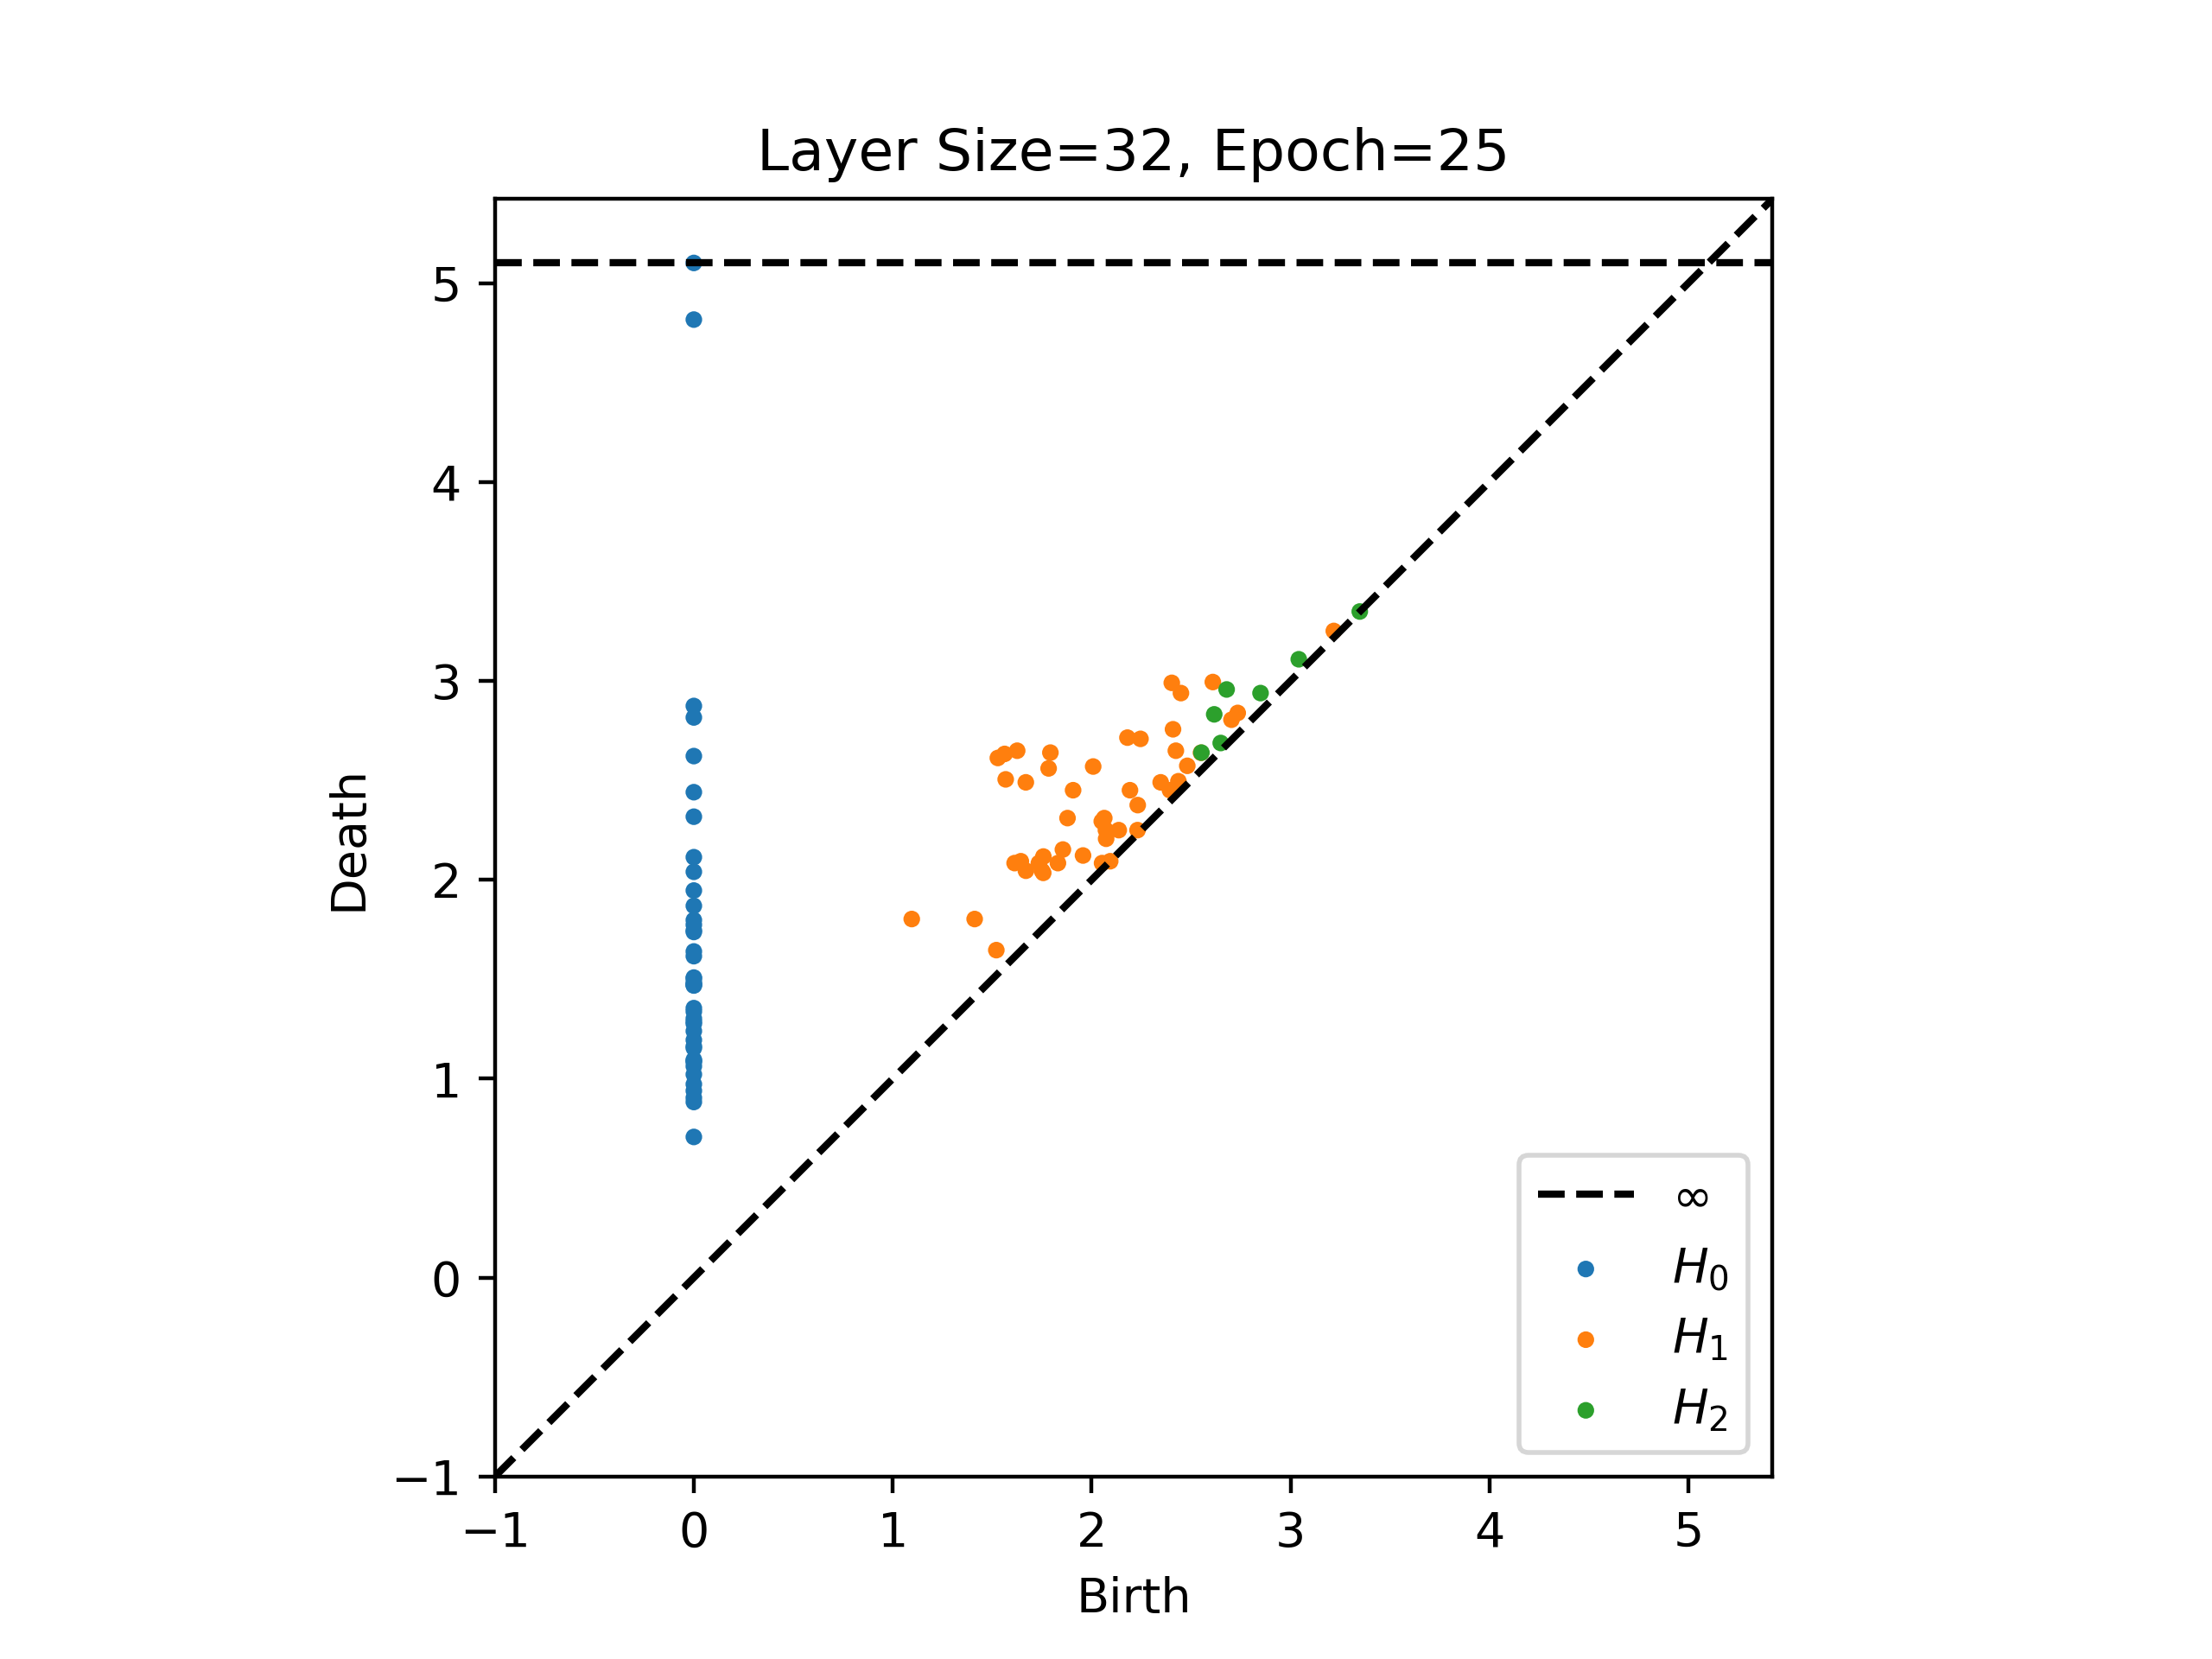 Layer Size=32, Epoch=25
5
4
3
2
1
0
−1
Death
−1 0 1 2 3 4 5
Birth
∞
H0
H1
H2